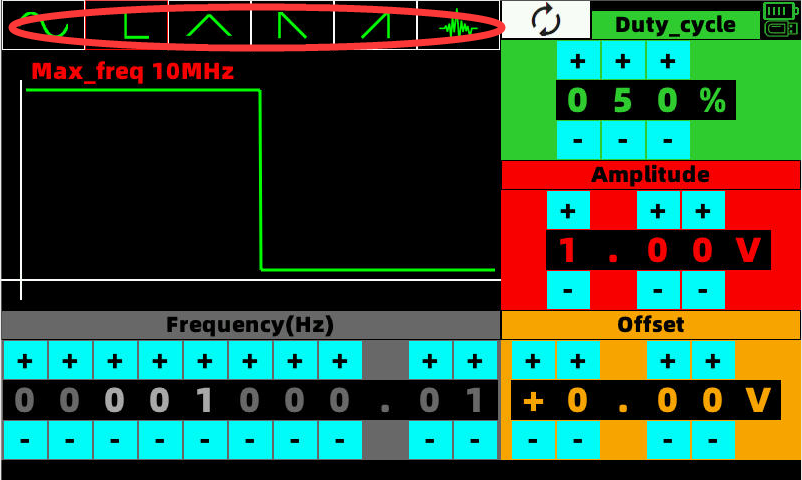 Duty_cycle
Max_freq 10MHz
+ + +
0 5 0 %
- - -
Amplitude
+ + +
1 . 0 0 V
- - -
Frequency(Hz)
+ + + + + + + + + +
0 0 0 0 1 0 0 0 . 0 1
- - - - - - - - - -
Offset
+ + + +
+ 0 . 0 0 V
- - - -